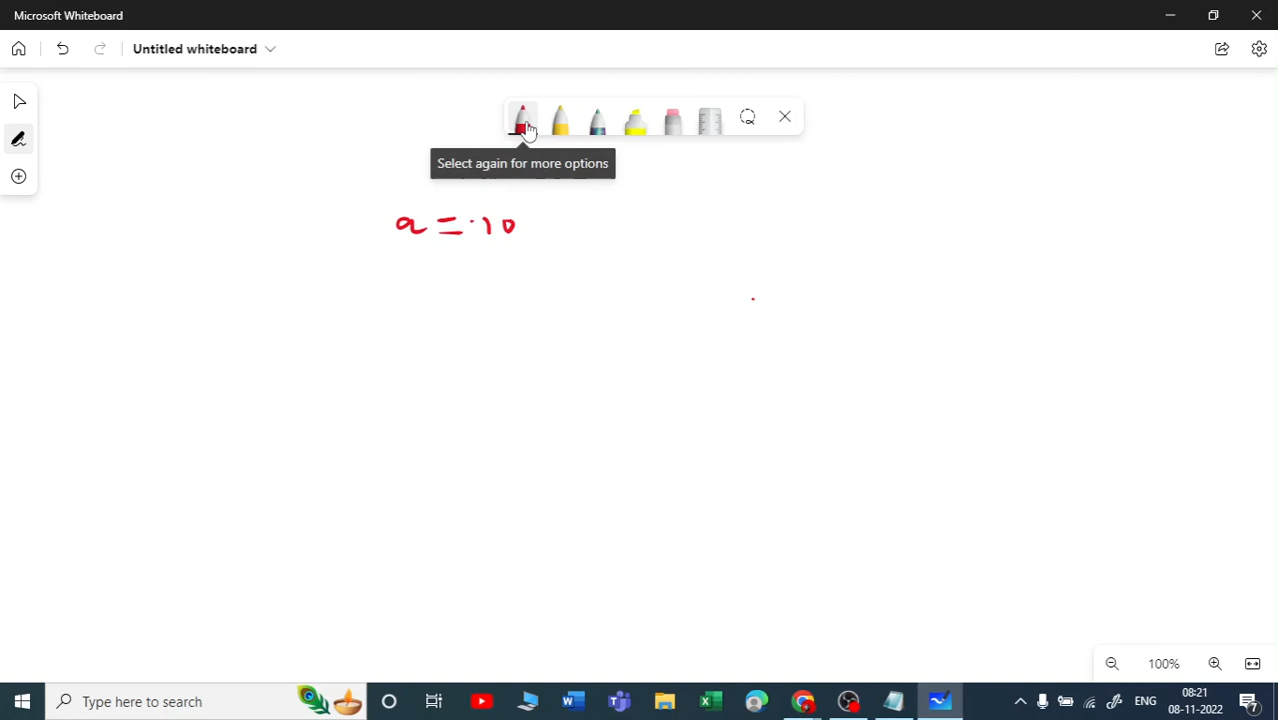 Microsoft Whiteboard
Untitled whiteboard
Select again for more options
a = 10
100%
Type here to search
ENG
08:21
08-11-2022
7